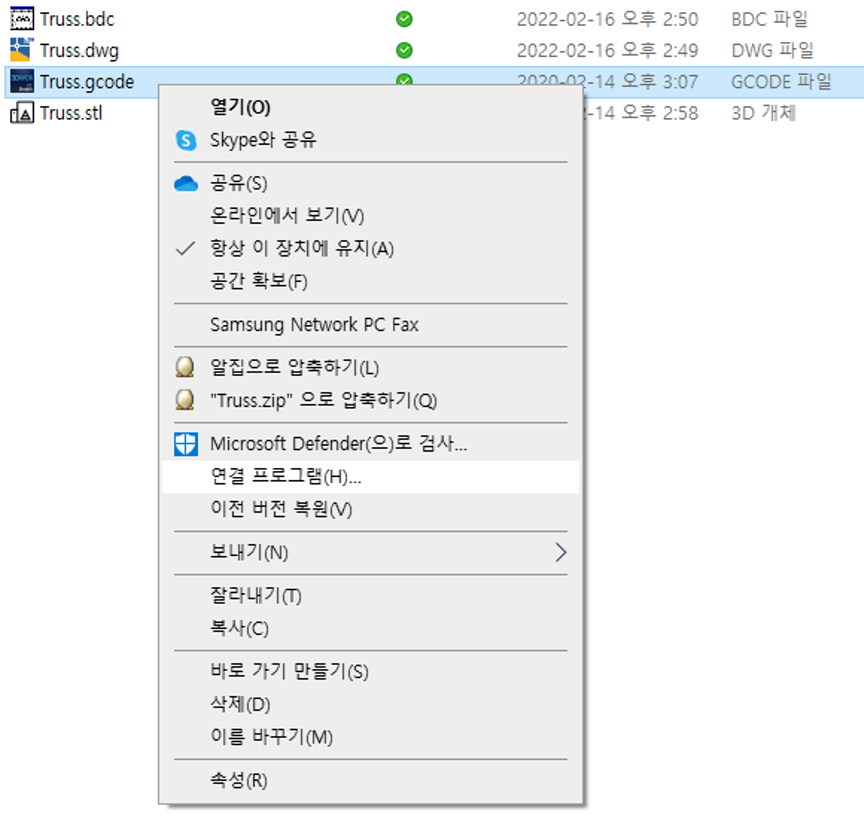 Truss.bdc 2022-02-16 오후 2:50 BDC 파일
Truss.dwg 2022-02-16 오후 2:49 DWG 파일
Truss.gcode 2020-02-14 오후 3:07 GCODE 파일
Truss.stl 2-14 오후 2:58 3D 개체
열기(O)
Skype와 공유
공유(S)
온라인에서 보기(V)
항상 이 장치에 유지(A)
공간 확보(F)
Samsung Network PC Fax
알집으로 압축하기(L)
"Truss.zip" 으로 압축하기(Q)
Microsoft Defender(으)로 검사...
연결 프로그램(H)...
이전 버전 복원(V)
보내기(N)
잘라내기(T)
복사(C)
바로 가기 만들기(S)
삭제(D)
이름 바꾸기(M)
속성(R)